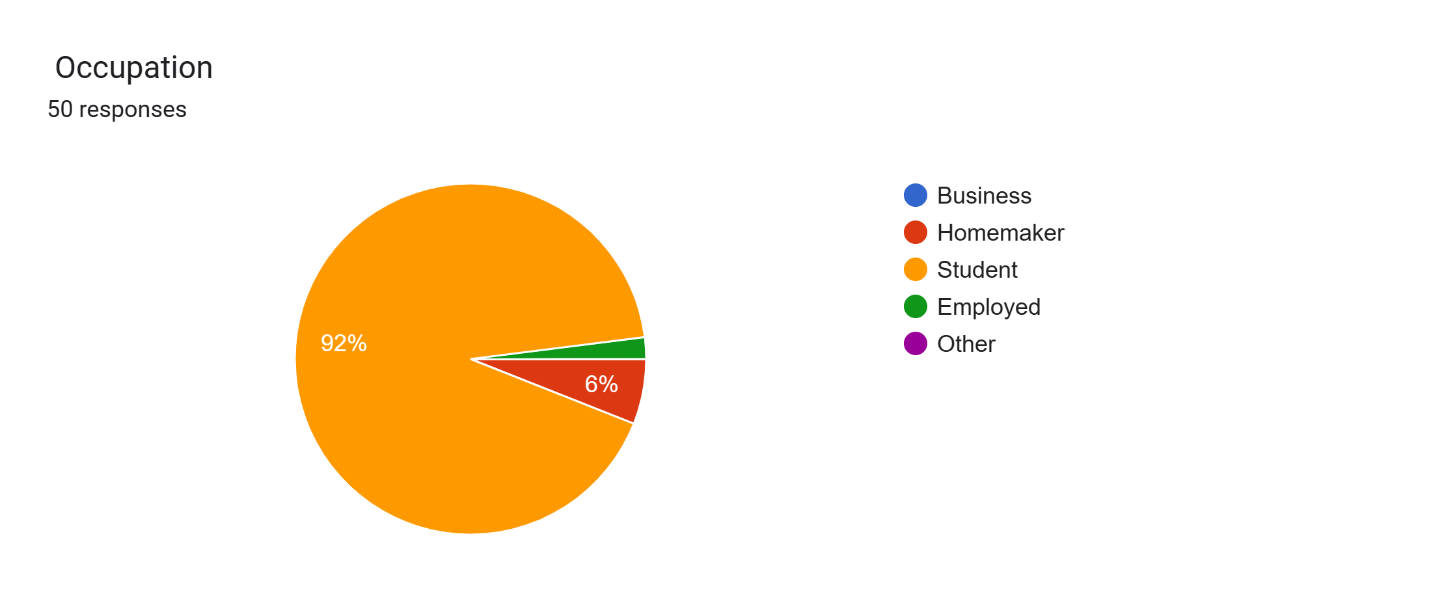 Occupation
50 responses
92%
6%
Business
Homemaker
Student
Employed
Other